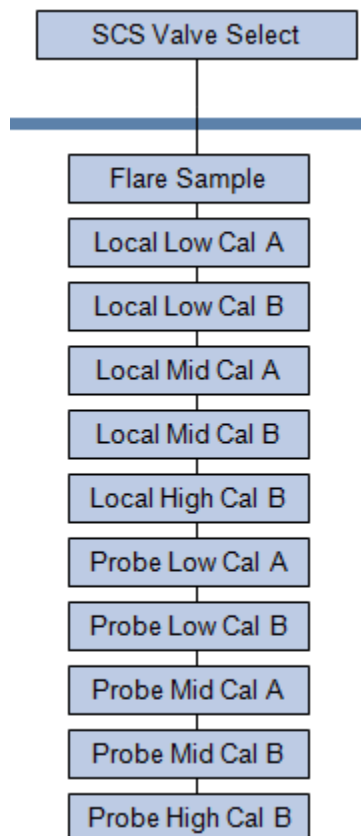 SCS Valve Select
Flare Sample
Local Low Cal A
Local Low Cal B
Local Mid Cal A
Local Mid Cal B
Local High Cal B
Probe Low Cal A
Probe Low Cal B
Probe Mid Cal A
Probe Mid Cal B
Probe High Cal B